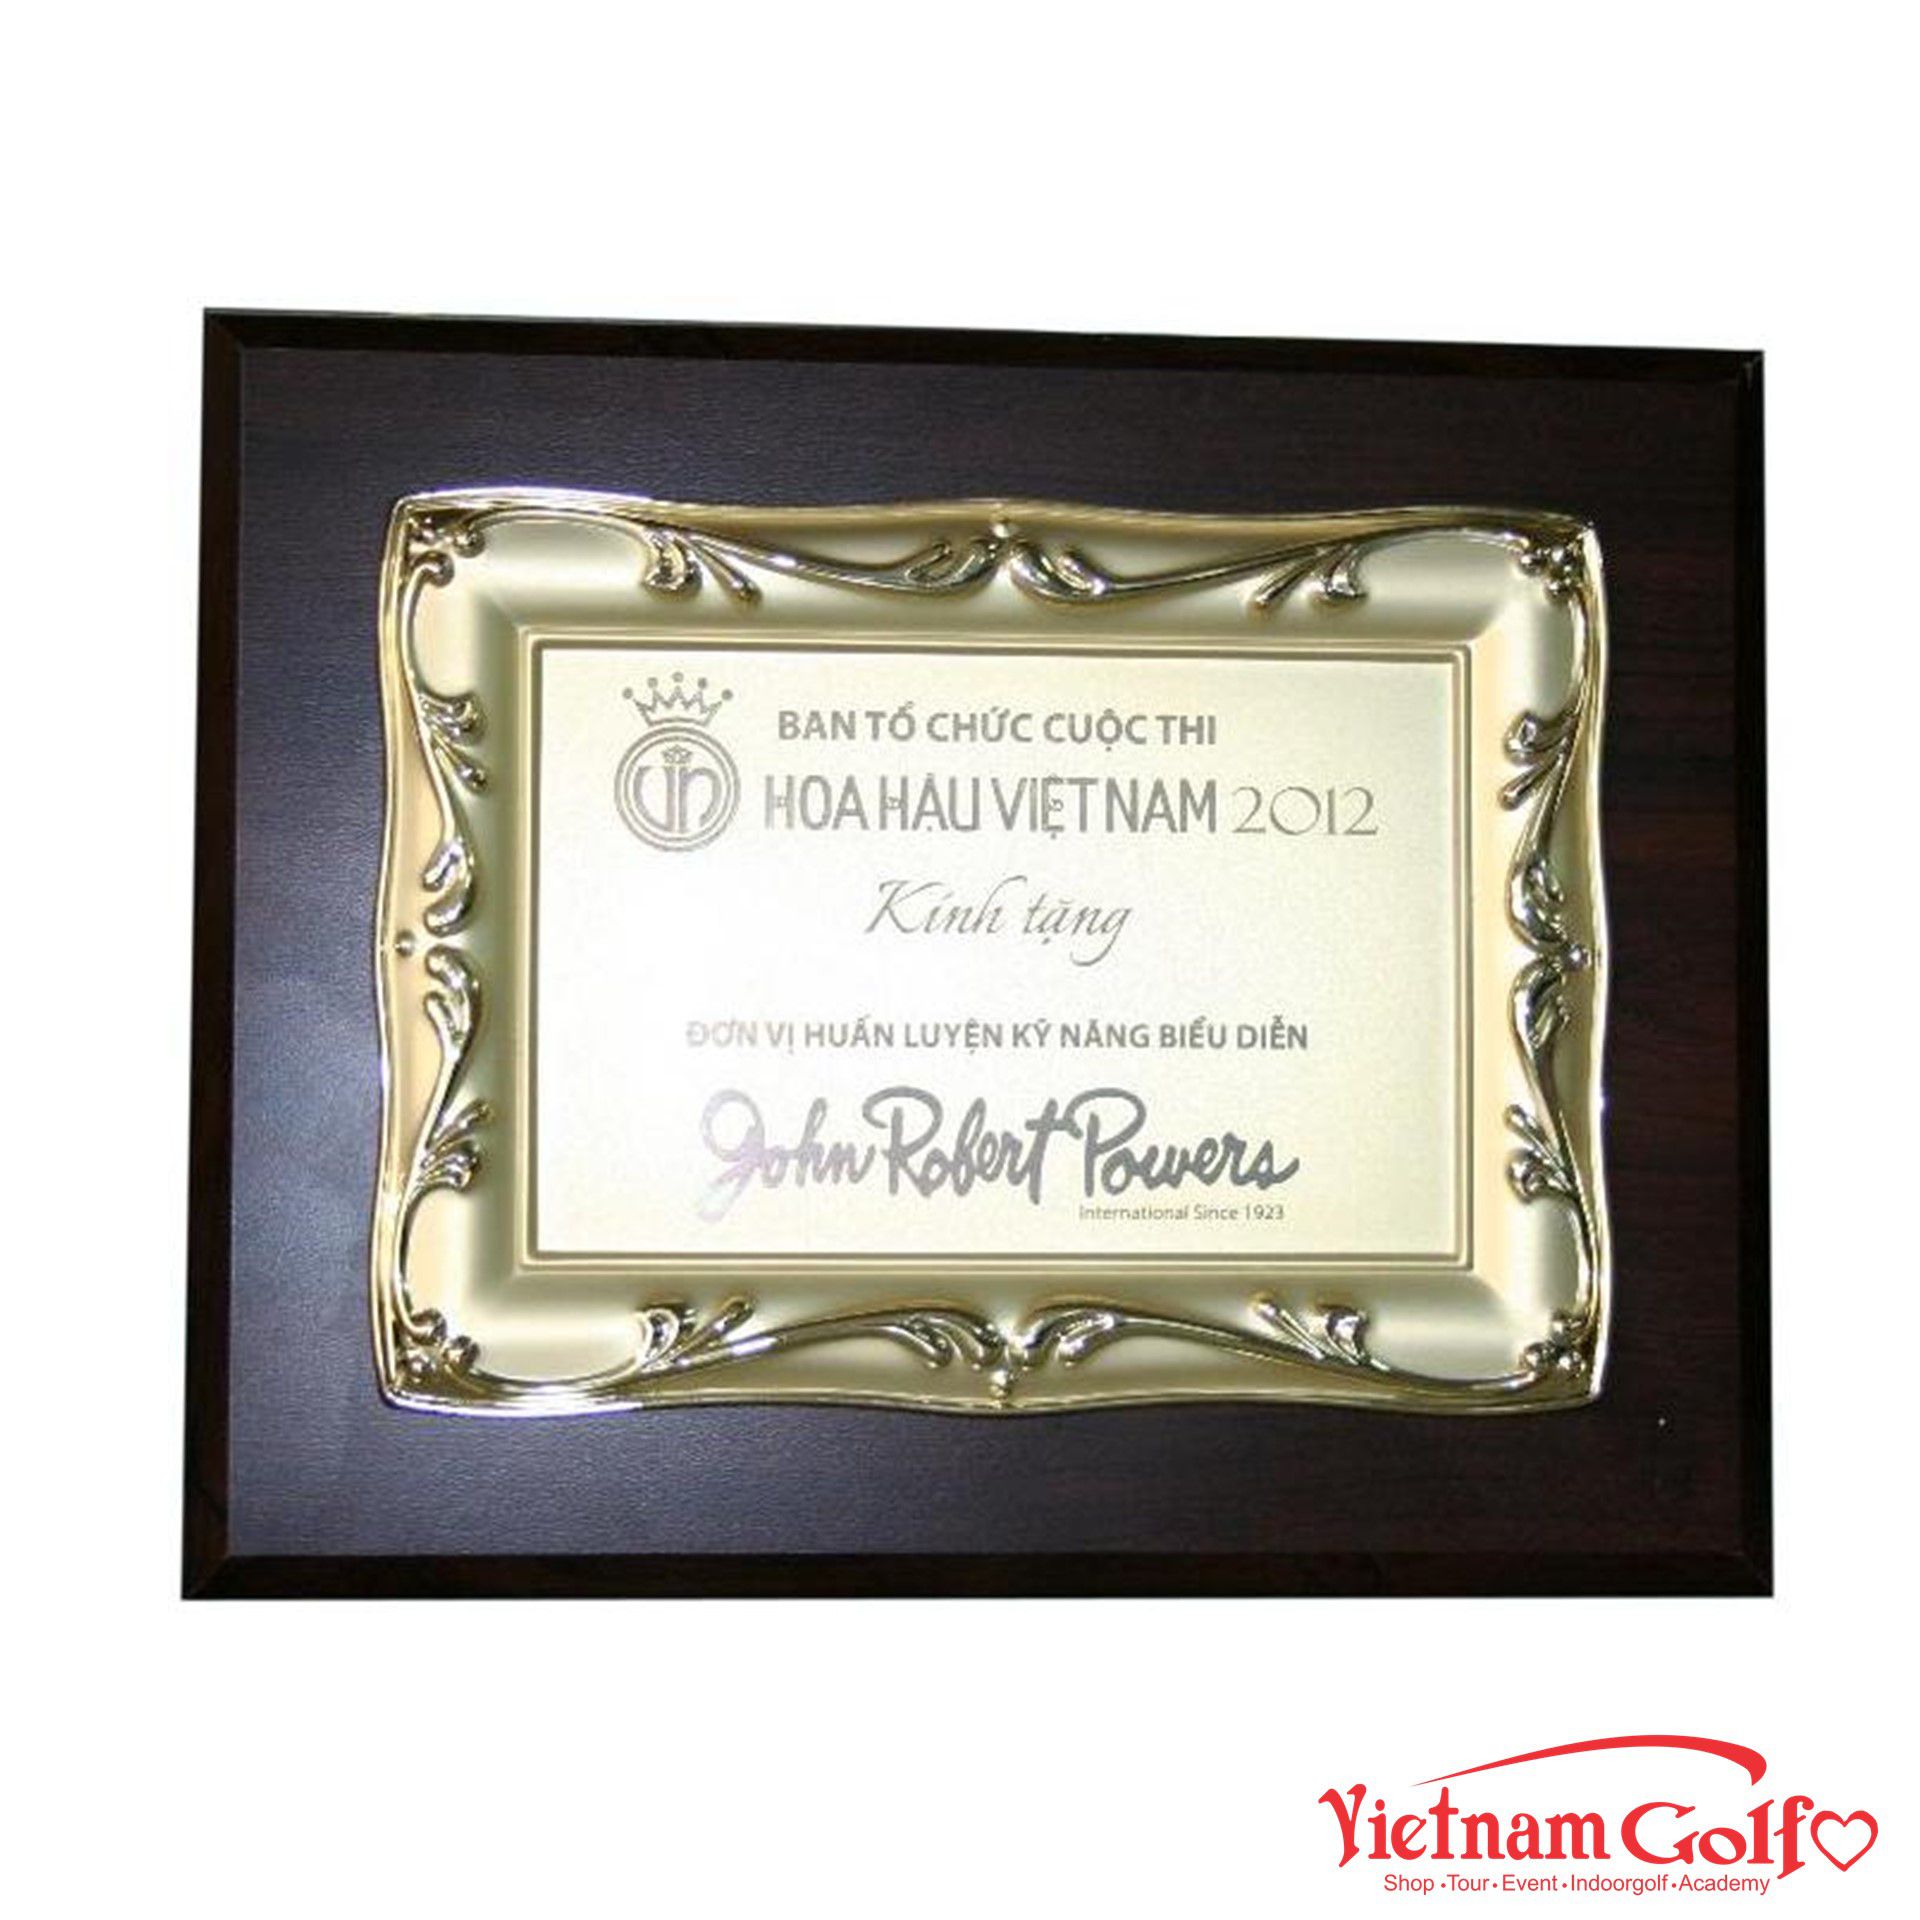 BAN TỔ CHỨC CUỘC THI
HOA HẬU VIỆT NAM 2012
Kính tặng
ĐƠN VỊ HUẤN LUYỆN KỸ NĂNG BIỂU DIỄN
John Robert Powers
International Since 1923
Vietnam Golf
Shop • Tour • Event • Indoorgolf • Academy